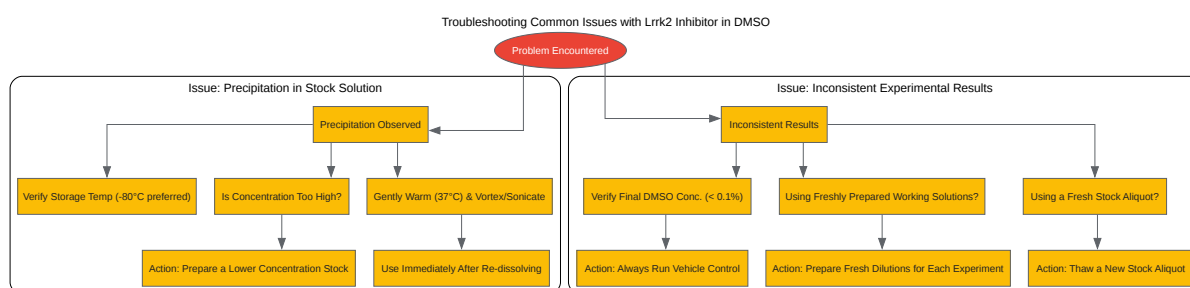 Troubleshooting Common Issues with Lrrk2 Inhibitor in DMSO
Problem Encountered
Issue: Precipitation in Stock Solution
Precipitation Observed
Verify Storage Temp (-80°C preferred)
Is Concentration Too High?
Gently Warm (37°C) & Vortex/Sonicate
Action: Prepare a Lower Concentration Stock
Use Immediately After Re-dissolving
Issue: Inconsistent Experimental Results
Inconsistent Results
Verify Final DMSO Conc. (< 0.1%)
Using Freshly Prepared Working Solutions?
Using a Fresh Stock Aliquot?
Action: Always Run Vehicle Control
Action: Prepare Fresh Dilutions for Each Experiment
Action: Thaw a New Stock Aliquot